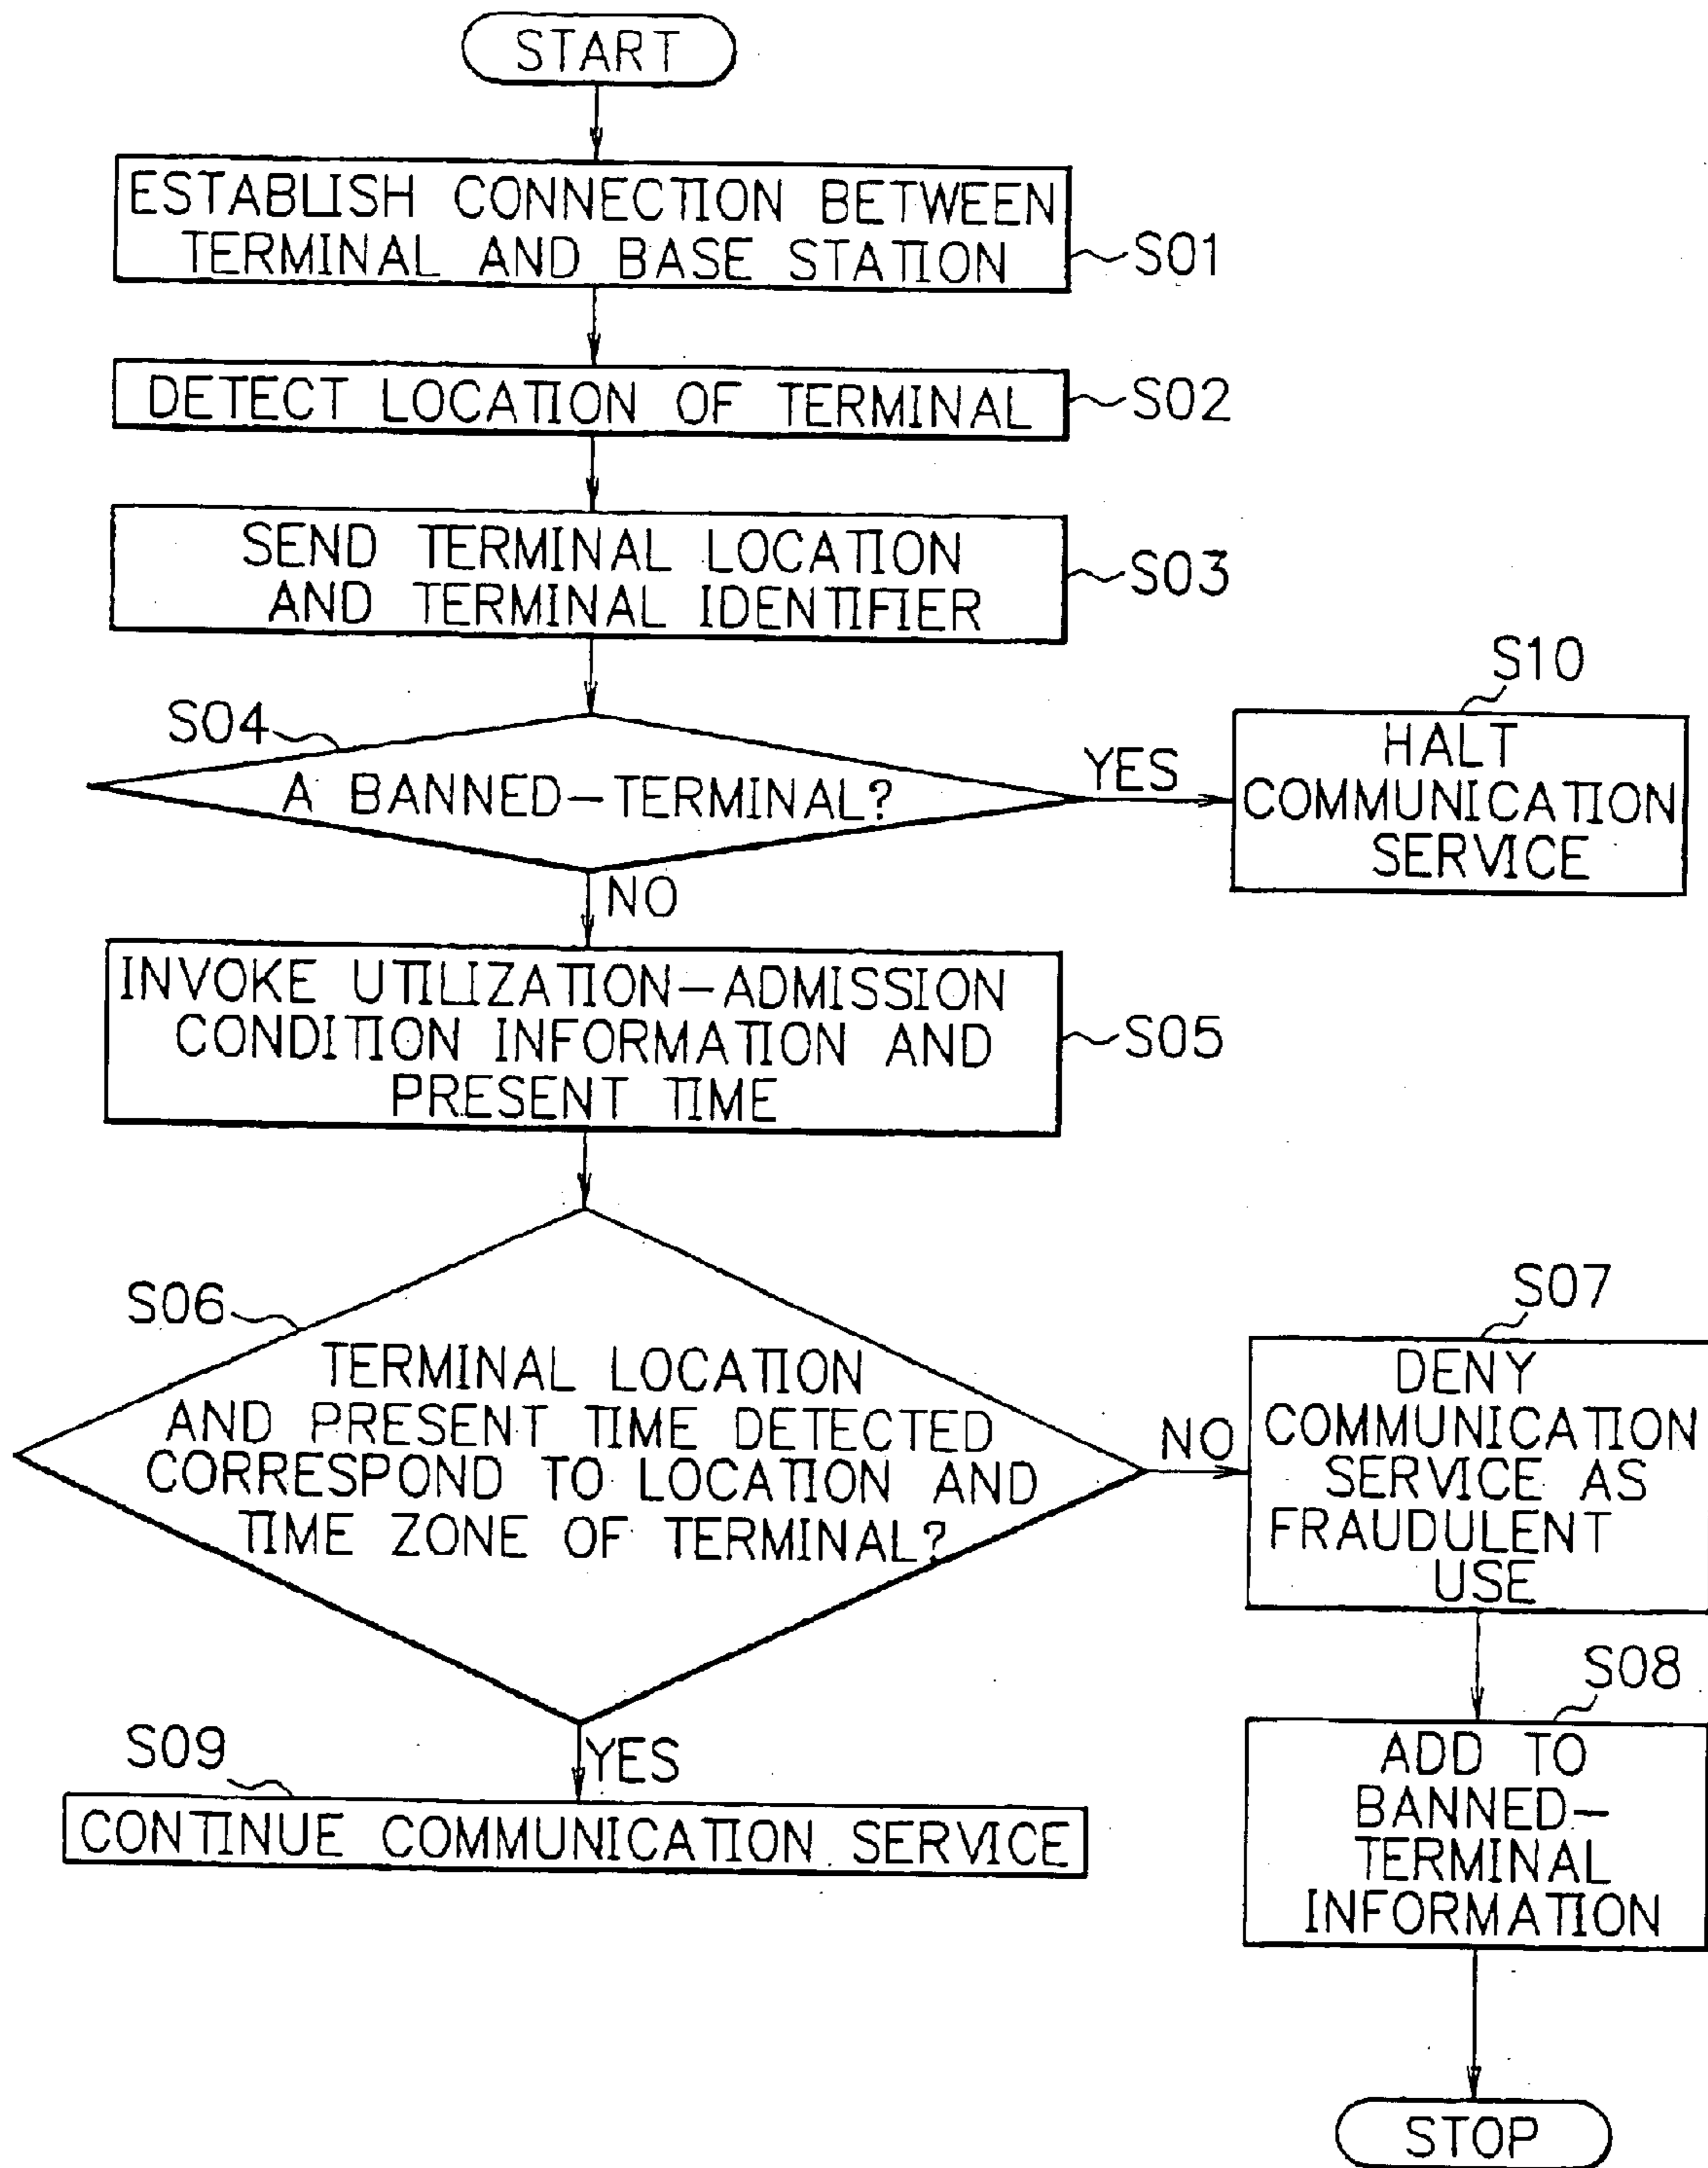 START
ESTABLISH CONNECTION BETWEEN
TERMINAL AND BASE STATION
S01
DETECT LOCATION OF TERMINAL
S02
SEND TERMINAL LOCATION
AND TERMINAL IDENTIFIER
S03
S04
A BANNED-TERMINAL?
YES
S10
HALT
COMMUNICATION
SERVICE
NO
INVOKE UTILIZATION-ADMISSION
CONDITION INFORMATION AND
PRESENT TIME
S05
S06
TERMINAL LOCATION
AND PRESENT TIME DETECTED
CORRESPOND TO LOCATION AND
TIME ZONE OF TERMINAL?
NO
S07
DENY
COMMUNICATION
SERVICE AS
FRAUDULENT
USE
S08
ADD TO
BANNED-
TERMINAL
INFORMATION
YES
S09
CONTINUE COMMUNICATION SERVICE
STOP